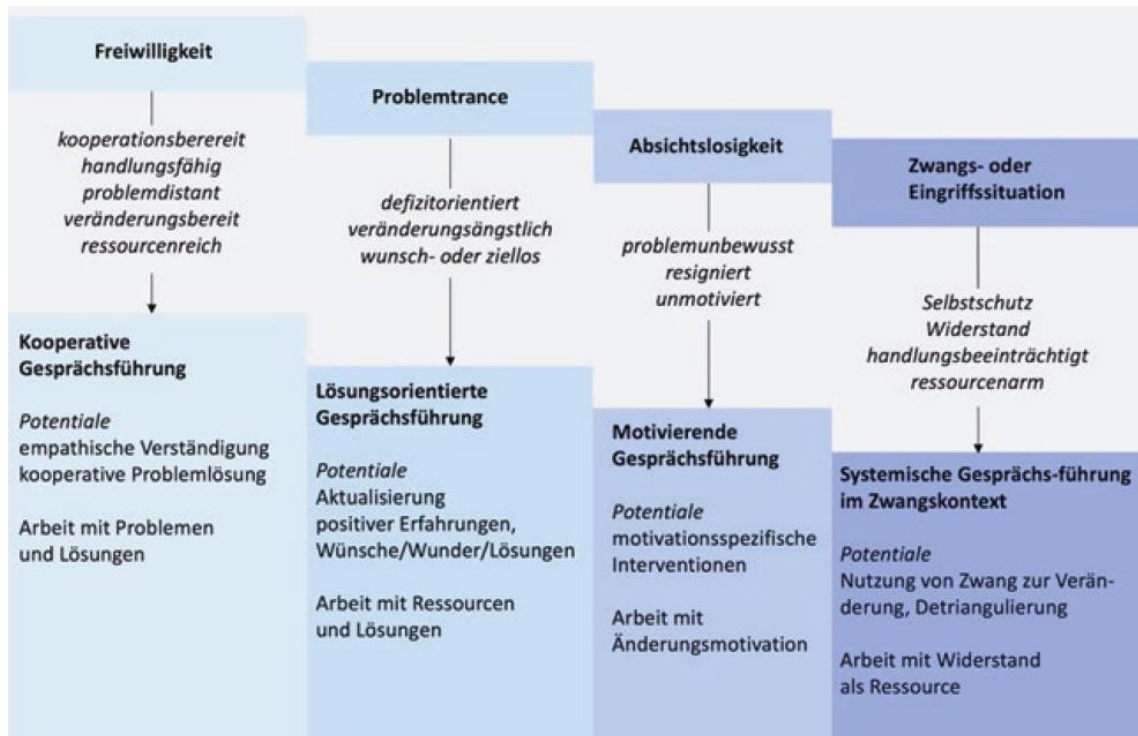 Freiwilligkeit
kooperationsberereit
handlungsfähig
problemdistant
veränderungsbereit
ressourcenreich
Kooperative
Gesprächsführung
Potentiale
empathische Verständigung
kooperative Problemlösung
Arbeit mit Problemen
und Lösungen
Problemtrance
defizitorientiert
veränderungsängstlich
wunsch- oder ziellos
Lösungsorientierte
Gesprächsführung
Potentiale
Aktualisierung
positiver Erfahrungen,
Wünsche/Wunder/Lösungen
Arbeit mit Ressourcen
und Lösungen
Absichtslosigkeit
problemunbewusst
resigniert
unmotiviert
Motivierende
Gesprächsführung
Potentiale
motivationsspezifische
Interventionen
Arbeit mit
Änderungsmotivation
Zwangs- oder
Eingriffssituation
Selbstschutz
Widerstand
handlungsbeeinträchtigt
ressourcenarm
Systemische Gesprächs-führung
im Zwangskontext
Potentiale
Nutzung von Zwang zur Verän-
derung, Detriangulierung
Arbeit mit Widerstand
als Ressource